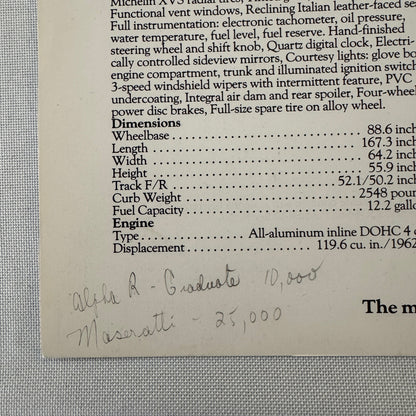 Michelin XVS radial tires,
Functional vent windows, Reclining Italian leather-faced se
Full instrumentation: electronic tachometer, oil pressure,
water temperature, fuel level, fuel reserve. Hand-finished
steering wheel and shift knob, Quartz digital clock, Electri-
cally controlled sideview mirrors, Courtesy lights: glove bo
engine compartment, trunk and illuminated ignition switch
3-speed windshield wipers with intermittent feature, PVC
undercoating, Integral air dam and rear spoiler, Four-wheel
power disc brakes, Full-size spare tire on alloy wheel.
Dimensions
Wheelbase 88.6 inch
Length 167.3 inch
Width 64.2 inch
Height 55.9 inch
Track F/R 52.1/50.2 inch
Curb Weight 2548 poun
Fuel Capacity 12.2 gallo
Engine
Type All-aluminum inline DOHC 4 c
Displacement 119.6 cu. in./1962
alpha R - Graduate 10,000
Maseratti - 25,000
The m